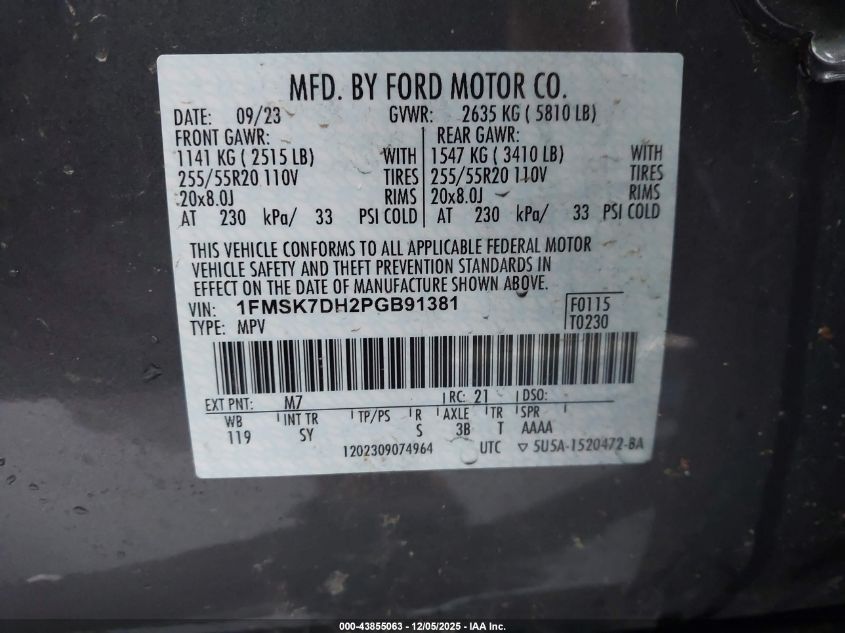 MFD. BY FORD MOTOR CO.
DATE: 09/23 GVWR: 2635 KG ( 5810 LB)
FRONT GAWR: REAR GAWR:
1141 KG ( 2515 LB) WITH 1547 KG ( 3410 LB) WITH
255/55R20 110V TIRES 255/55R20 110V TIRES
20x8.0J RIMS 20x8.0J RIMS
AT 230 kPa/ 33 PSI COLD AT 230 kPa/ 33 PSI COLD
THIS VEHICLE CONFORMS TO ALL APPLICABLE FEDERAL MOTOR
VEHICLE SAFETY AND THEFT PREVENTION STANDARDS IN
EFFECT ON THE DATE OF MANUFACTURE SHOWN ABOVE.
VIN: 1FMSK7DH2PGB91381 F0115
TYPE: MPV T0230
EXT PNT: M7 RC: 21 DSO:
WB INT TR TP/PS R AXLE TR SPR
119 SY S 3B T AAAA
1202309074964 UTC ▽ 5U5A-1520472-BA
000-43855063 - 12/05/2025 - IAA Inc.